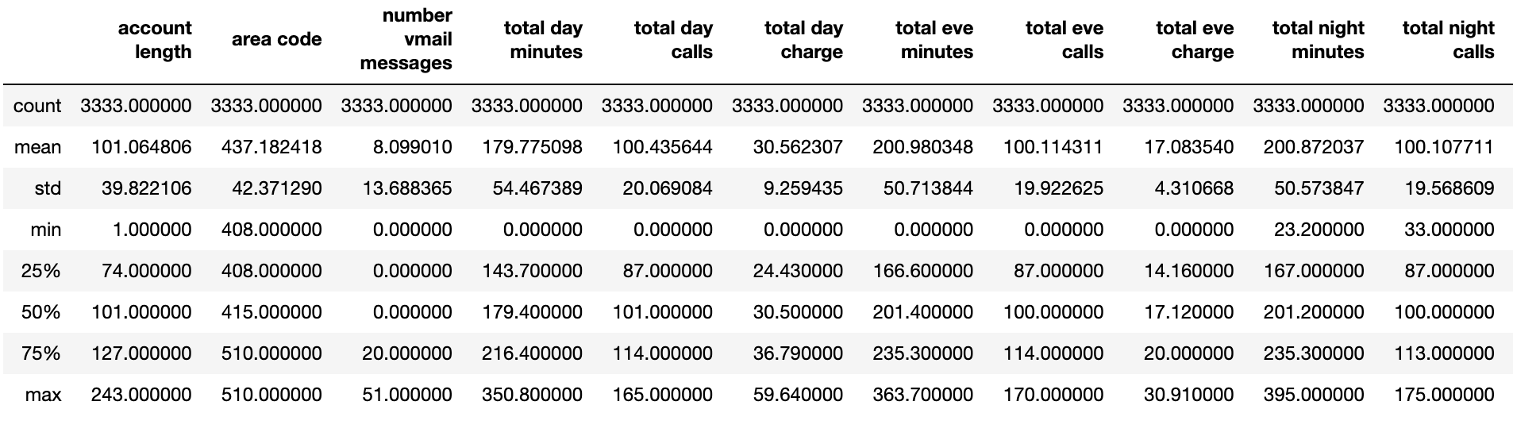 account length area code number vmail messages total day minutes total day calls total day charge total eve minutes total eve calls total eve charge total night minutes total night calls
count 3333.000000 3333.000000 3333.000000 3333.000000 3333.000000 3333.000000 3333.000000 3333.000000 3333.000000 3333.000000 3333.000000
mean 101.064806 437.182418 8.099010 179.775098 100.435644 30.562307 200.980348 100.114311 17.083540 200.872037 100.107711
std 39.822106 42.371290 13.688365 54.467389 20.069084 9.259435 50.713844 19.922625 4.310668 50.573847 19.568609
min 1.000000 408.000000 0.000000 0.000000 0.000000 0.000000 0.000000 0.000000 0.000000 23.200000 33.000000
25% 74.000000 408.000000 0.000000 143.700000 87.000000 24.430000 166.600000 87.000000 14.160000 167.000000 87.000000
50% 101.000000 415.000000 0.000000 179.400000 101.000000 30.500000 201.400000 100.000000 17.120000 201.200000 100.000000
75% 127.000000 510.000000 20.000000 216.400000 114.000000 36.790000 235.300000 114.000000 20.000000 235.300000 113.000000
max 243.000000 510.000000 51.000000 350.800000 165.000000 59.640000 363.700000 170.000000 30.910000 395.000000 175.000000